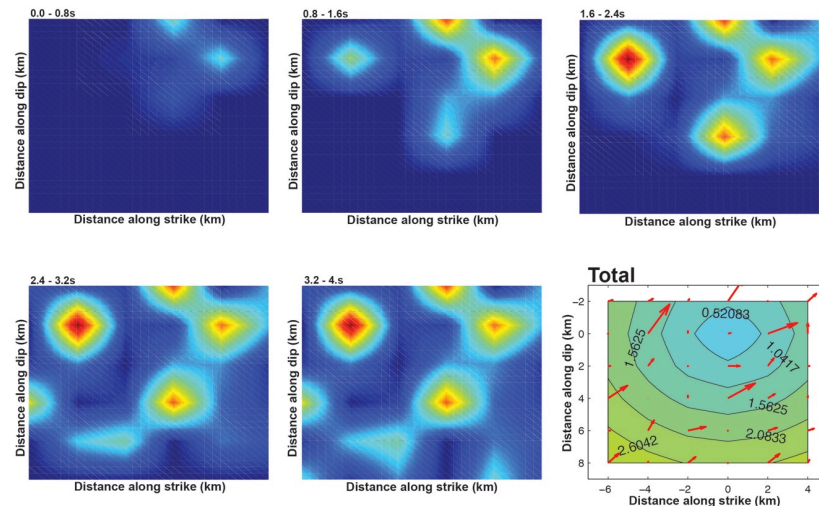 0.0 - 0.8s
Distance along dip (km)
Distance along strike (km)
0.8 - 1.6s
Distance along dip (km)
Distance along strike (km)
1.6 - 2.4s
Distance along dip (km)
Distance along strike (km)
2.4 - 3.2s
Distance along dip (km)
Distance along strike (km)
3.2 - 4.s
Distance along dip (km)
Distance along strike (km)
Total
Distance along dip (km)
−2
0
2
4
6
8
0.52083
1.5625
1.0417
1.5625
2.0833
2.6042
−6
−4
−2
0
2
4
Distance along strike (km)